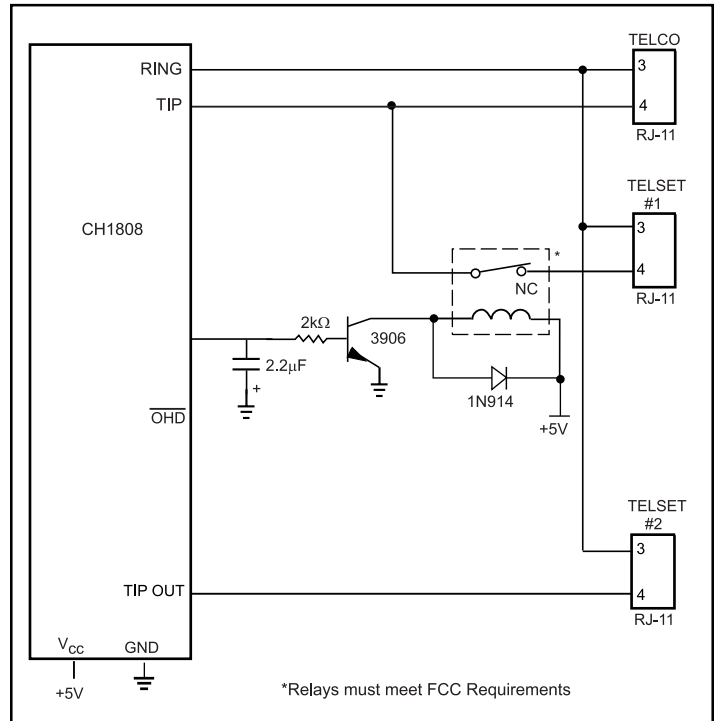 TELCO
RING
3
TIP
4
RJ-11
TELSET
#1
CH1808
3
*
4
NC
RJ-11
2kΩ
3906
2.2μF
+
1N914
+5V
O̅H̅D̅
TELSET
#2
3
TIP OUT
4
RJ-11
VCC
GND
+5V
*Relays must meet FCC Requirements